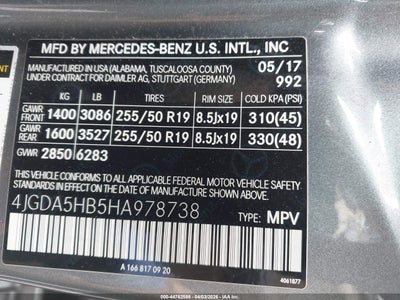 MFD BY MERCEDES-BENZ U.S. INTL., INC
MADE IN USA (ALABAMA, TUSCALOOSA COUNTY) 05/17
UNDER CONSIGNMENT FOR DAIMLER AG, STUTTGART (GERMANY) 992
KG LB TIRES RIM SIZE COLD KPA (PSI)
GAWR FRONT 1400 3086 255/50 R19 8.5Jx19 310(45)
GAWR REAR 1600 3527 255/50 R19 8.5Jx19 330(48)
GVWR 2850 6283
THIS VEHICLE CONFORMS TO ALL APPLICABLE FEDERAL MOTOR VEHICLE
SAFETY STANDARDS IN EFFECT ON THE DATE OF MANUFACTURE SHOWN ABOVE.
4JGDA5HB5HA978738 TYPE: MPV
A 166 817 09 20 4061877